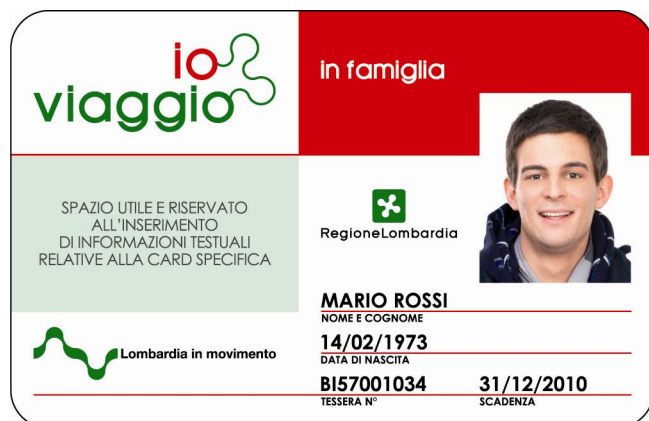 io
viaggio
in famiglia
SPAZIO UTILE E RISERVATO
ALL'INSERIMENTO
DI INFORMAZIONI TESTUALI
RELATIVE ALLA CARD SPECIFICA
RegioneLombardia
MARIO ROSSI
NOME E COGNOME
14/02/1973
DATA DI NASCITA
Lombardia in movimento
BI57001034 31/12/2010
TESSERA N° SCADENZA